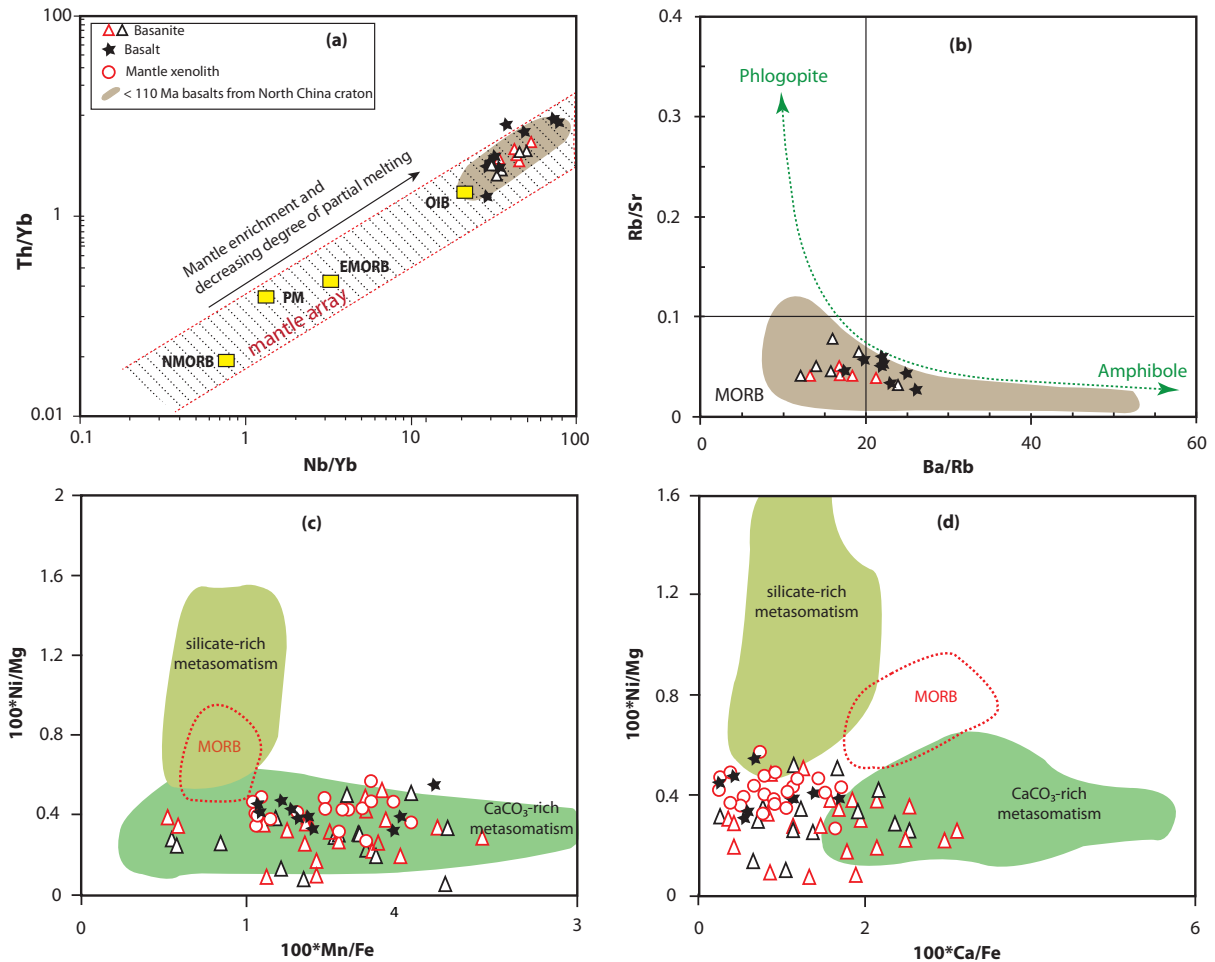 100
(a)
Basanite
Basalt
Mantle xenolith
< 110 Ma basalts from North China craton
Mantle enrichment and
decreasing degree of partial melting
OIB
EMORB
PM
mantle array
NMORB
Th/Yb
1
0.01
0.1
1
10
100
Nb/Yb
(b)
0.4
0.3
0.2
0.1
0
Rb/Sr
Phlogopite
Amphibole
MORB
0
20
40
60
Ba/Rb
(c)
2
1.6
1.2
0.8
0.4
0
100*Ni/Mg
silicate-rich
metasomatism
MORB
CaCO₃-rich
metasomatism
0
1
4
3
100*Mn/Fe
(d)
1.6
1.2
0.8
0.4
0
100*Ni/Mg
silicate-rich
metasomatism
MORB
CaCO₃-rich
metasomatism
0
2
6
100*Ca/Fe